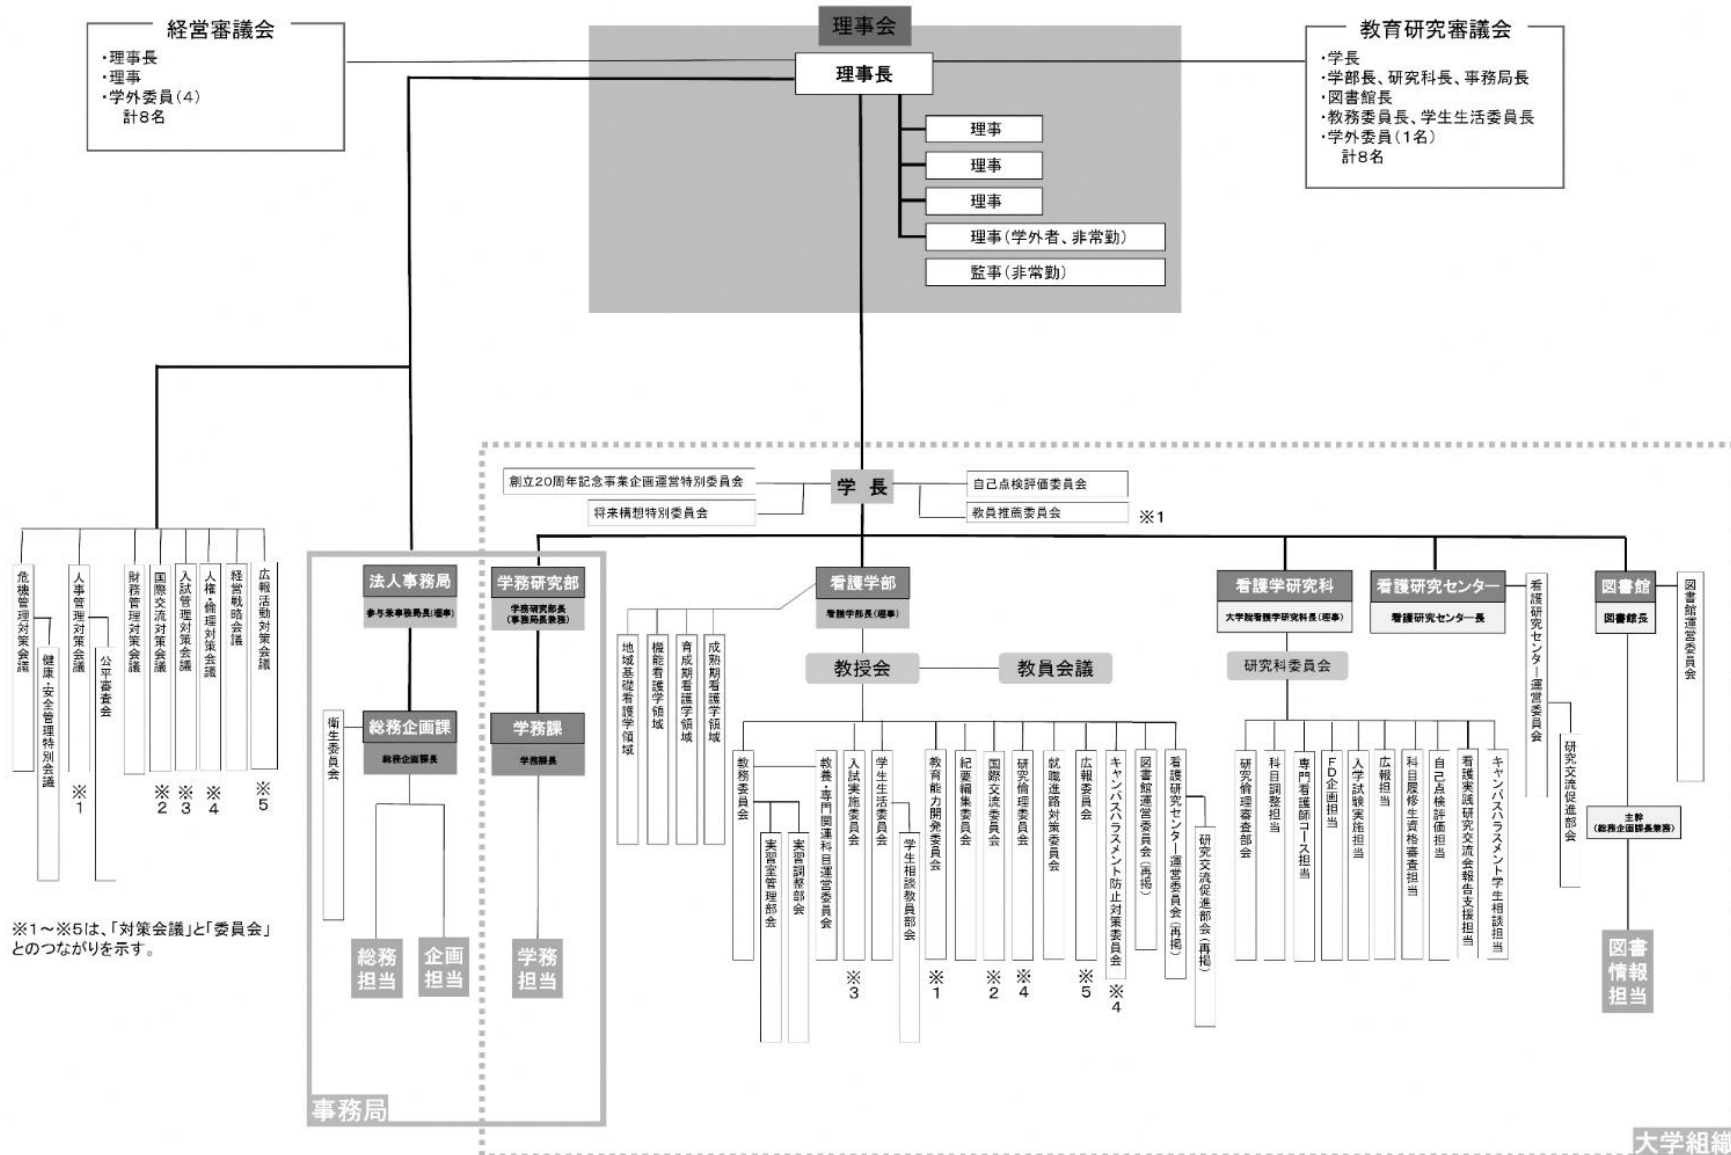 経営審議会
・理事長
・理事
・学外委員(4)
計8名
理事会
理事長
理事
理事
理事
理事(学外者、非常勤)
監事(非常勤)
教育研究審議会
・学長
・学部長、研究科長、事務局長
・図書館長
・教務委員長、学生生活委員長
・学外委員(1名)
計8名
創立20周年記念事業企画運営特別委員会
将来構想特別委員会
学 長
自己点検評価委員会
教員推薦委員会
※1
危機管理対策会議
健康・安全管理特別会議
人事管理対策会議
※1
公平審査会
財務管理対策会議
国際交流対策会議
※2
入試管理対策会議
※3
人権・倫理対策会議
※4
経営戦略会議
広報活動対策会議
※5
※1～※5は、「対策会議」と「委員会」
とのつながりを示す。
法人事務局
参与兼事務局長(理事)
衛生委員会
総務企画課
総務企画課長
総務
担当
企画
担当
学務研究部
学務研究部長
(事務局長兼務)
学務課
学務課長
学務
担当
事務局
看護学部
看護学部長(理事)
地域基礎看護学領域
機能看護学領域
育成期看護学領域
成熟期看護学領域
教授会
教員会議
教務委員会
実習室管理部会
実習調整部会
教養・専門関連科目運営委員会
入試実施委員会
※3
学生生活委員会
学生相談教員部会
教育能力開発委員会
※1
紀要編集委員会
国際交流委員会
※2
研究倫理委員会
※4
就職進路対策委員会
広報委員会
※5
キャンパスハラスメント防止対策委員会
※4
図書館運営委員会(再掲)
看護研究センター運営委員会(再掲)
研究交流促進部会(再掲)
看護学研究科
大学院看護学研究科長(理事)
研究科委員会
研究倫理審査部会
科目調整担当
専門看護師コース担当
FD企画担当
入学試験実施担当
広報担当
科目履修生資格審査担当
自己点検評価担当
看護実践研究交流会報告支援担当
キャンパスハラスメント学生相談担当
看護研究センター
看護研究センター長
看護研究センター運営委員会
研究交流促進部会
図書館
図書館長
図書館運営委員会
主幹
(総務企画課長兼務)
図書
情報
担当
大学組織